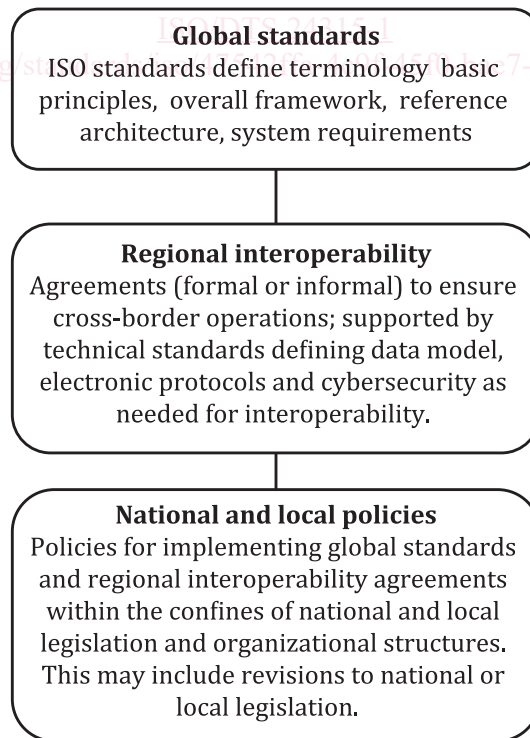 ISO/DTS 24315-1
Global standards
ISO standards define terminology basic
principles, overall framework, reference
architecture, system requirements
Regional interoperability
Agreements (formal or informal) to ensure
cross-border operations; supported by
technical standards defining data model,
electronic protocols and cybersecurity as
needed for interoperability.
National and local policies
Policies for implementing global standards
and regional interoperability agreements
within the confines of national and local
legislation and organizational structures.
This may include revisions to national or
local legislation.